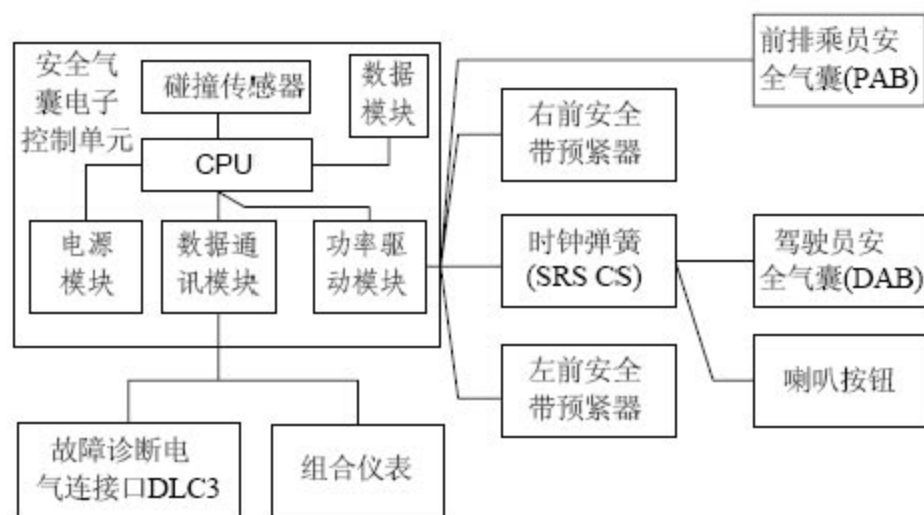 安全气
囊电子
控制单元
碰撞传感器
数据
模块
CPU
电源
模块
数据通
讯模块
功率驱
动模块
前排乘员安
全气囊(PAB)
右前安全
带预紧器
时钟弹簧
(SRS CS)
驾驶员安
全气囊(DAB)
左前安全
带预紧器
喇叭按钮
故障诊断电
气连接口DLC3
组合仪表